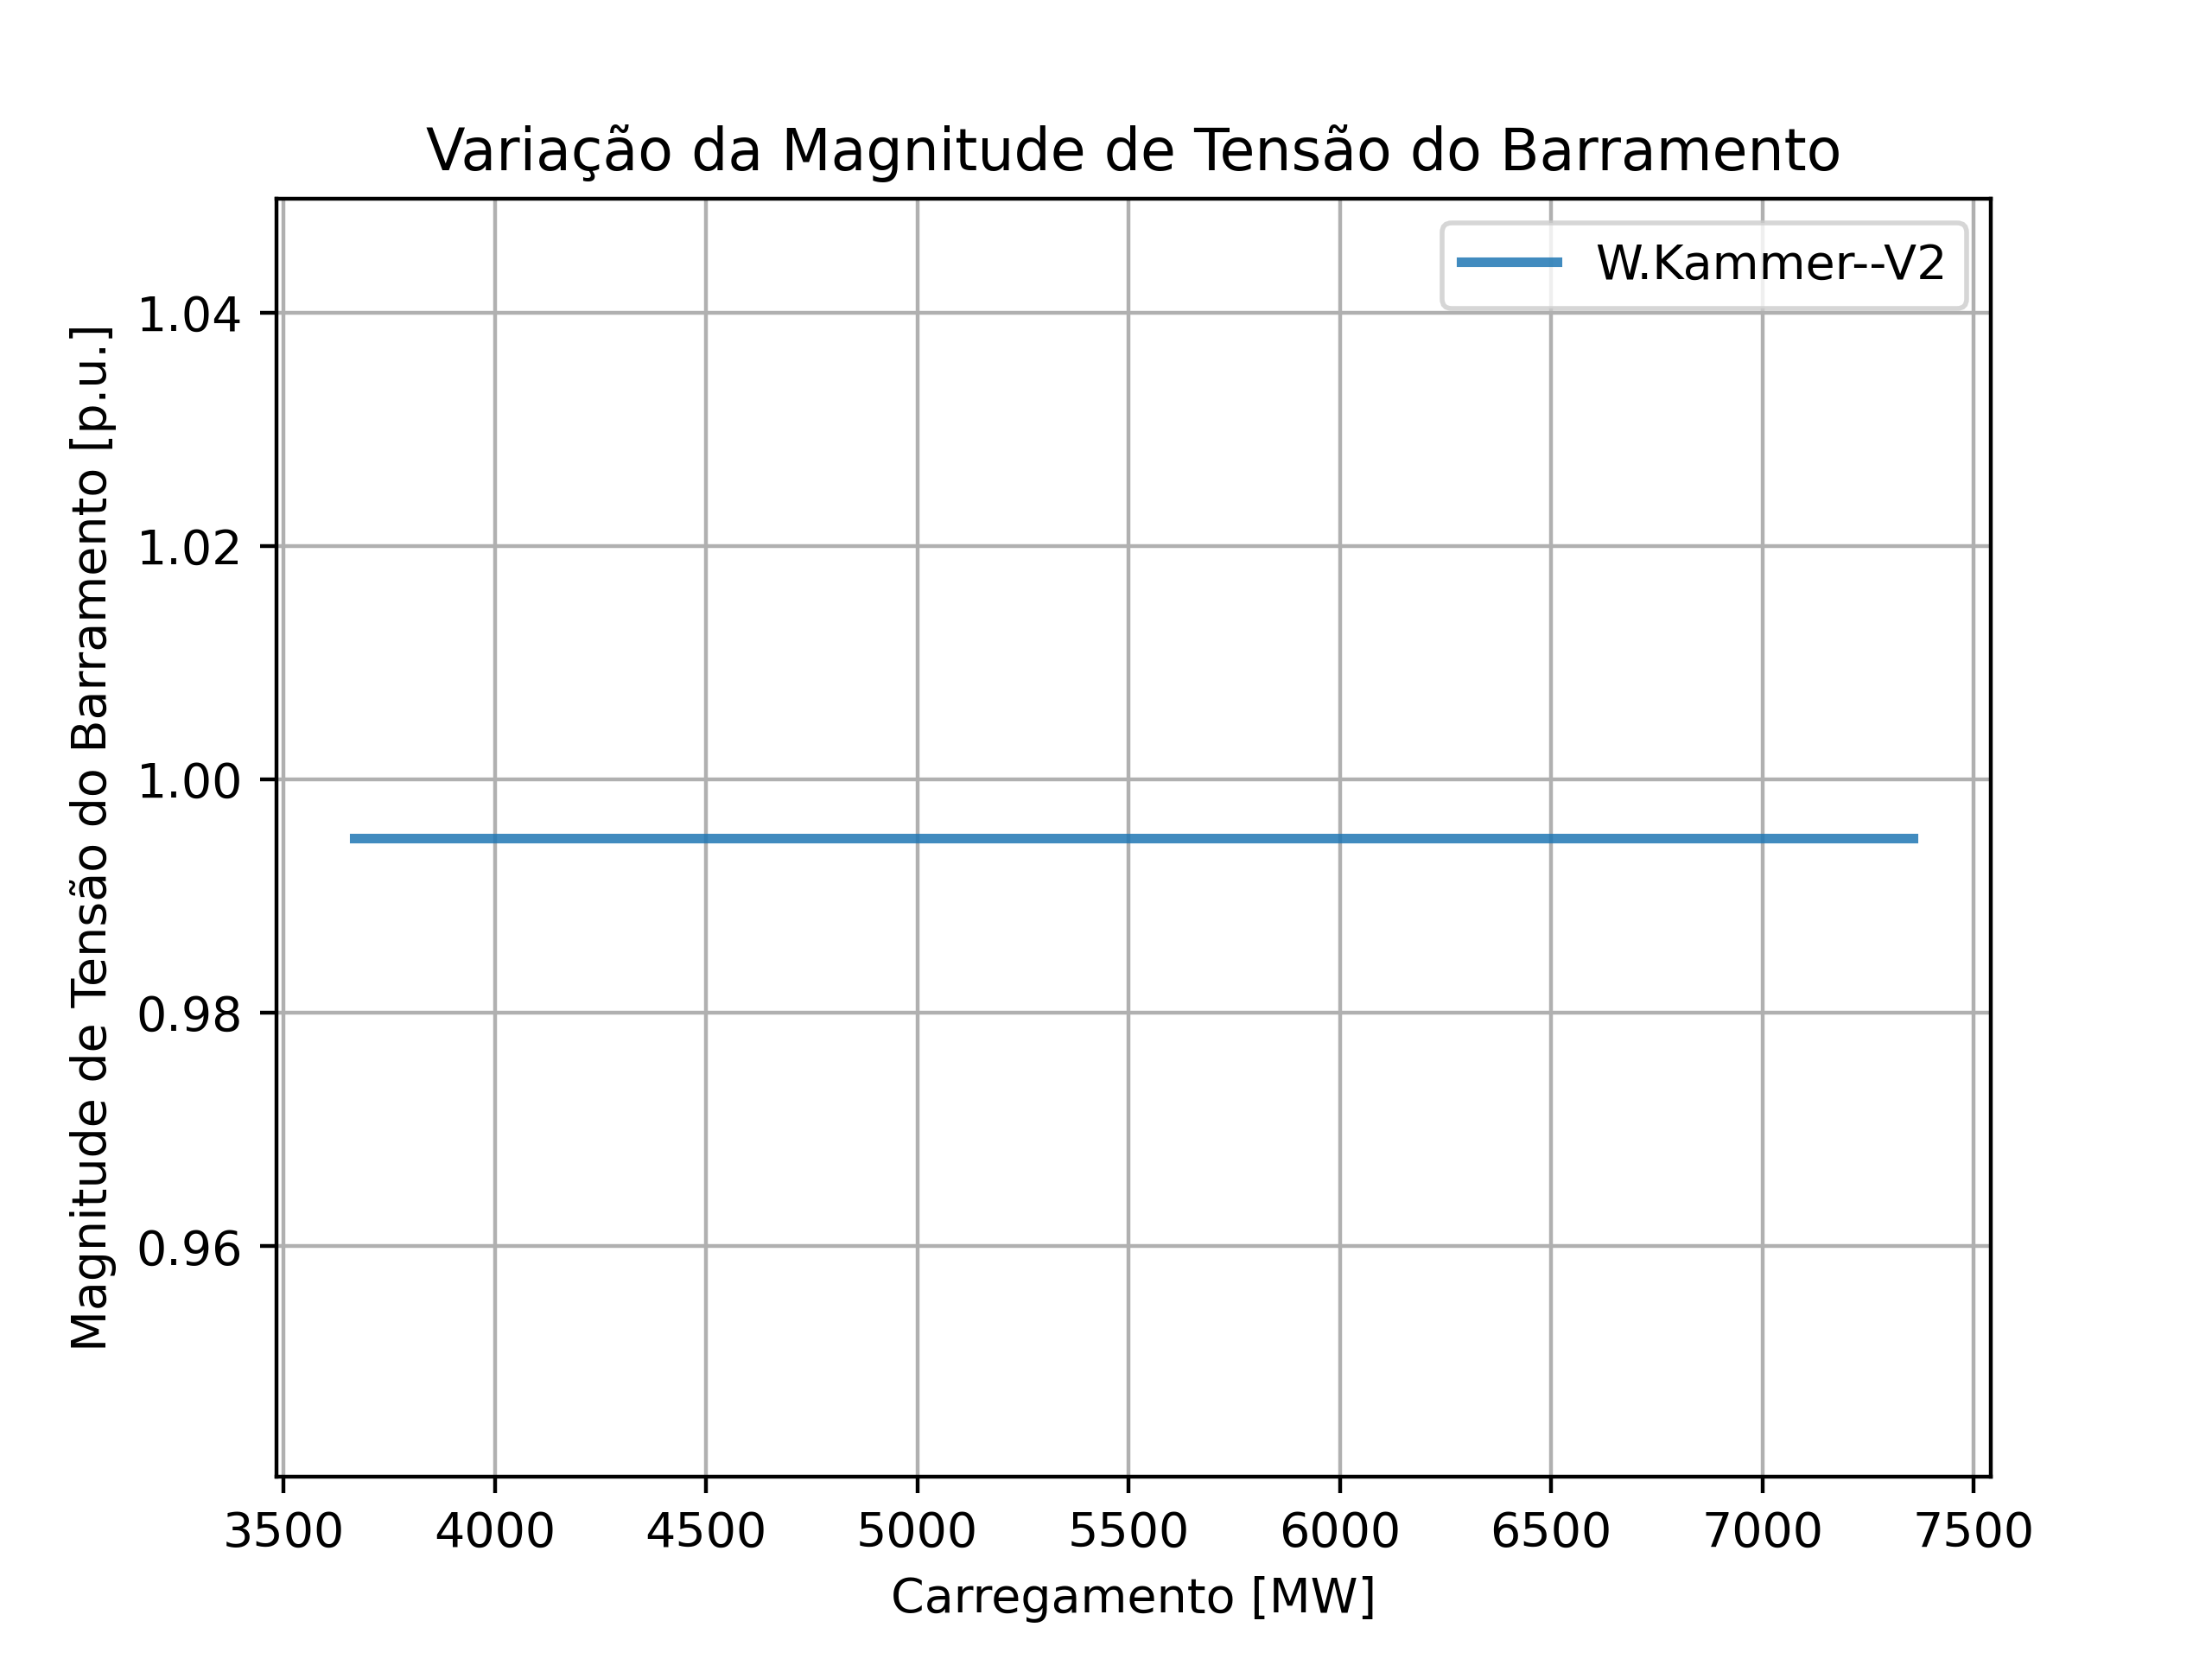 Variação da Magnitude de Tensão do Barramento
W.Kammer--V2
Magnitude de Tensão do Barramento [p.u.]
1.04
1.02
1.00
0.98
0.96
3500 4000 4500 5000 5500 6000 6500 7000 7500
Carregamento [MW]